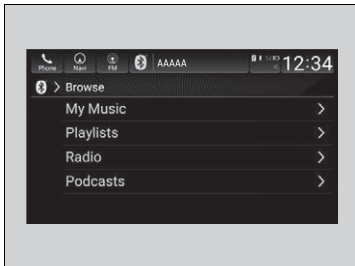 Phone Navi FM AAAAA 12:34
> Browse
My Music >
Playlists >
Radio >
Podcasts >